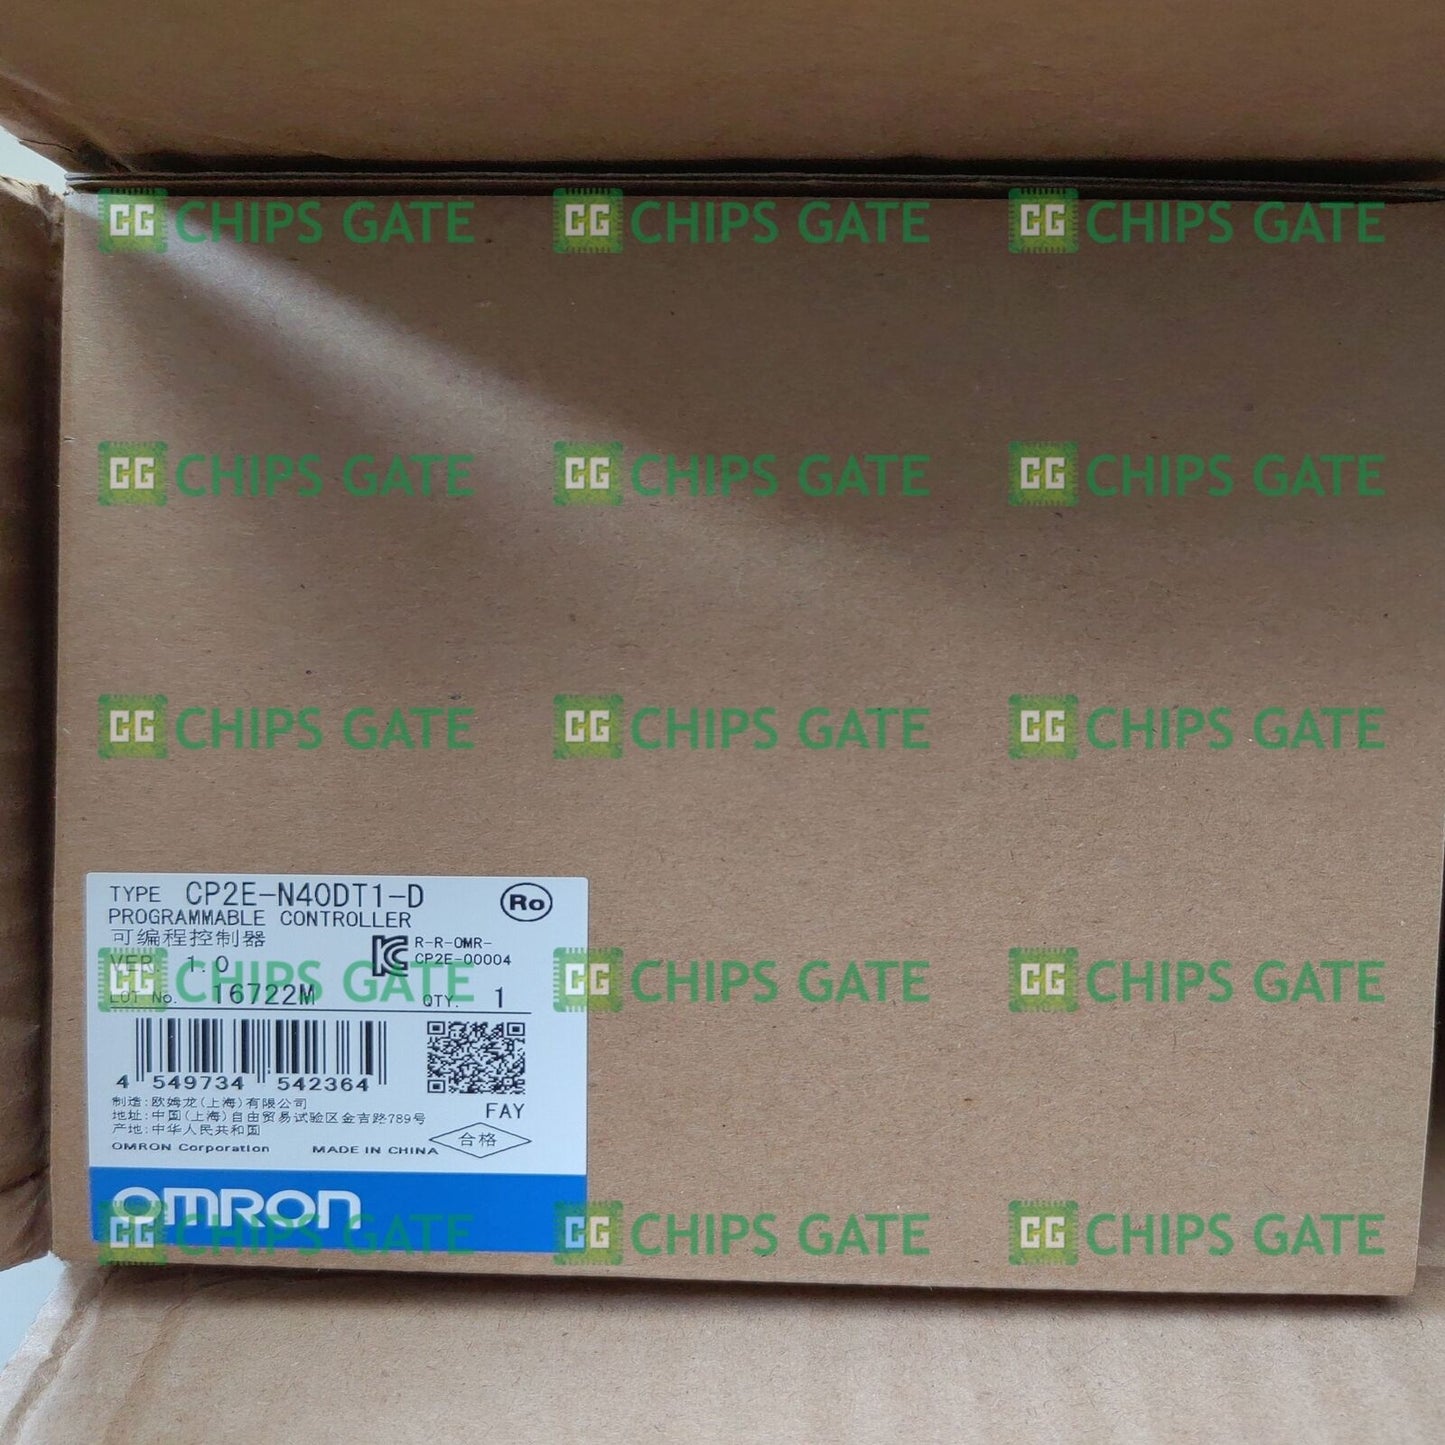 CG CHIPS GATE CG CHIPS GATE CG CHIPS GATE
CG CHIPS GATE CG CHIPS GATE CG CHIPS GATE
CG CHIPS GATE CG CHIPS GATE CG CHIPS GATE
TYPE CP2E-N40DT1-D
Ro
PROGRAMMABLE CONTROLLER
可编程控制器
R-R-OMR-
CP2E-00004
VER. 1.0
CG CHIPS GATE CG CHIPS GATE CG CHIPS GATE
LOT No. 16722M QTY. 1
4 549734 542364
FAY
制造:欧姆龙(上海)有限公司
地址:中国(上海)自由贸易试验区金吉路789号
产地:中华人民共和国
合格
OMRON Corporation MADE IN CHINA
OMRON
CG CHIPS GATE CG CHIPS GATE CG CHIPS GATE